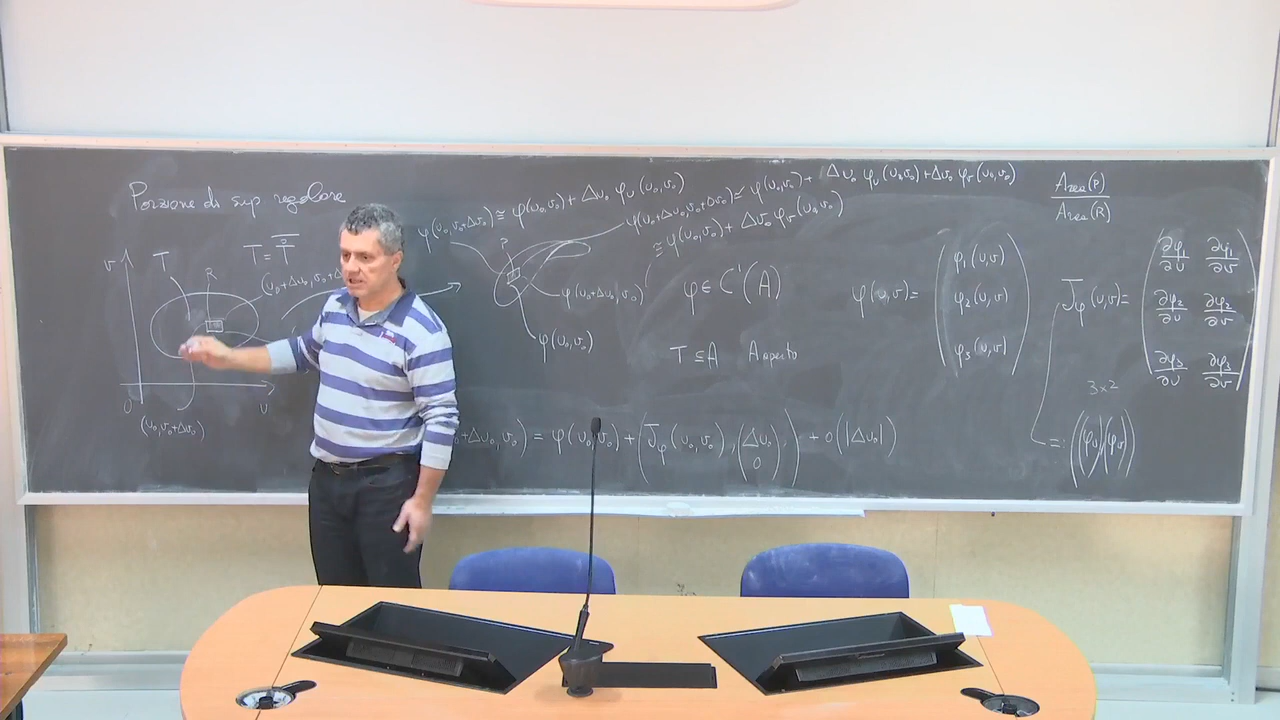 Porzione di sup regolare
T = T̊̅
v
T
R
(u₀+Δu₀, v₀+Δ
0
u
(u₀, v₀+Δv₀)
φ(u₀, v₀+Δv₀) ≅ φ(u₀, v₀) + Δv₀ φᵥ(u₀, v₀)
φ(u₀+Δu₀, v₀+Δv₀) ≅ φ(u₀, v₀) + Δu₀ φᵤ(u₀, v₀) + Δv₀ φᵥ(u₀, v₀)
≅ φ(u₀, v₀) + Δu₀ φᵤ(u₀, v₀)
P
φ(u₀+Δu₀, v₀)
φ(u₀, v₀)
φ ∈ C¹(A)
T ⊆ A A aperto
Area(P) / Area(R)
φ(u,v) = ( φ₁(u,v)
φ₂(u,v)
φ₃(u,v) )
Jφ(u,v) = ( ∂φ₁/∂u ∂φ₁/∂v
∂φ₂/∂u ∂φ₂/∂v
∂φ₃/∂u ∂φ₃/∂v )
3×2
=: ((φᵤ)(φᵥ))
+Δu₀, v₀) = φ(u₀, v₀) + (Jφ(u₀, v₀), (Δu₀
0)) + o(|Δu₀|)